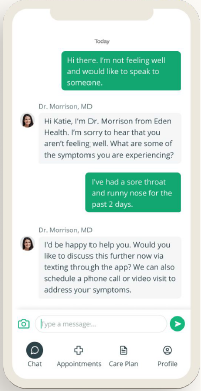 Today
Hi there. I'm not feeling well
and would like to speak to
someone.
Dr. Morrison, MD
Hi Katie, I'm Dr. Morrison from Eden
Health. I'm sorry to hear that you
aren't feeling well. What are some of
the symptoms you are experiencing?
I've had a sore throat
and runny nose for the
past 2 days.
Dr. Morrison, MD
I'd be happy to help you. Would you
like to discuss this further now via
texting through the app? We can also
schedule a phone call or video visit to
address your symptoms.
Type a message...
Chat
Appointments
Care Plan
Profile